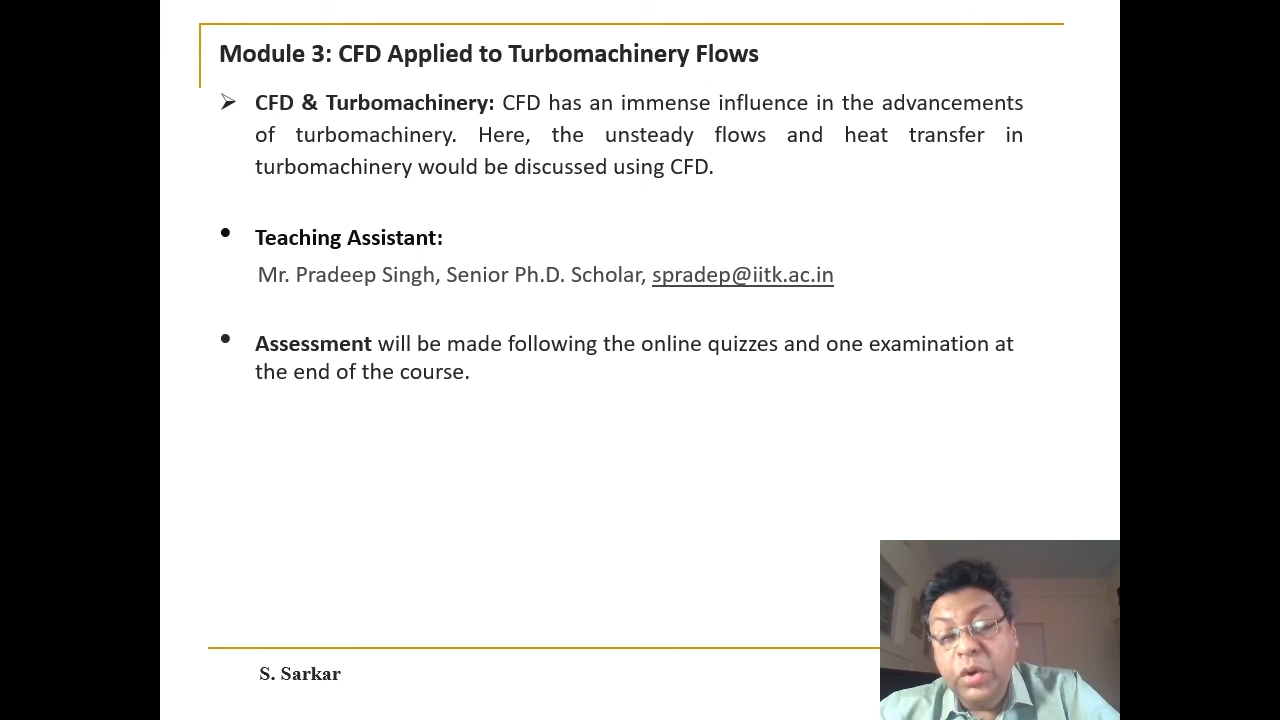 Module 3: CFD Applied to Turbomachinery Flows
➢ CFD & Turbomachinery: CFD has an immense influence in the advancements
of turbomachinery. Here, the unsteady flows and heat transfer in
turbomachinery would be discussed using CFD.
• Teaching Assistant:
Mr. Pradeep Singh, Senior Ph.D. Scholar, spradep@iitk.ac.in
• Assessment will be made following the online quizzes and one examination at
the end of the course.
S. Sarkar